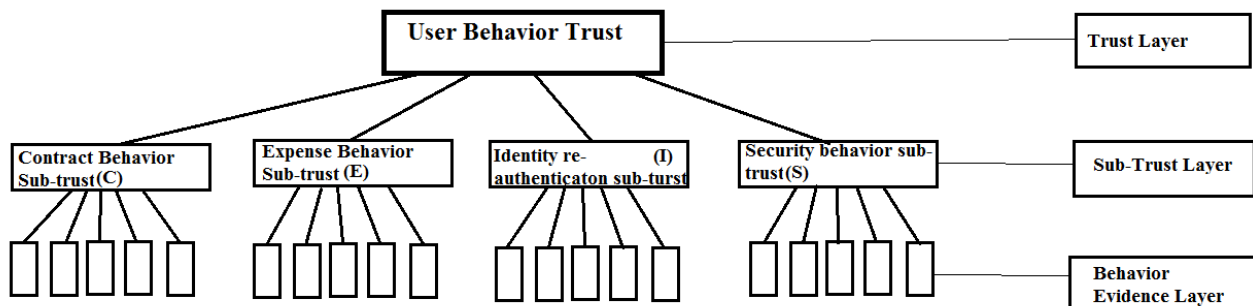 User Behavior Trust
Trust Layer
Contract Behavior
Sub-trust(C)
Expense Behavior
Sub-trust (E)
Identity re- (I)
authenticaton sub-turst
Security behavior sub-
trust(S)
Sub-Trust Layer
Behavior
Evidence Layer